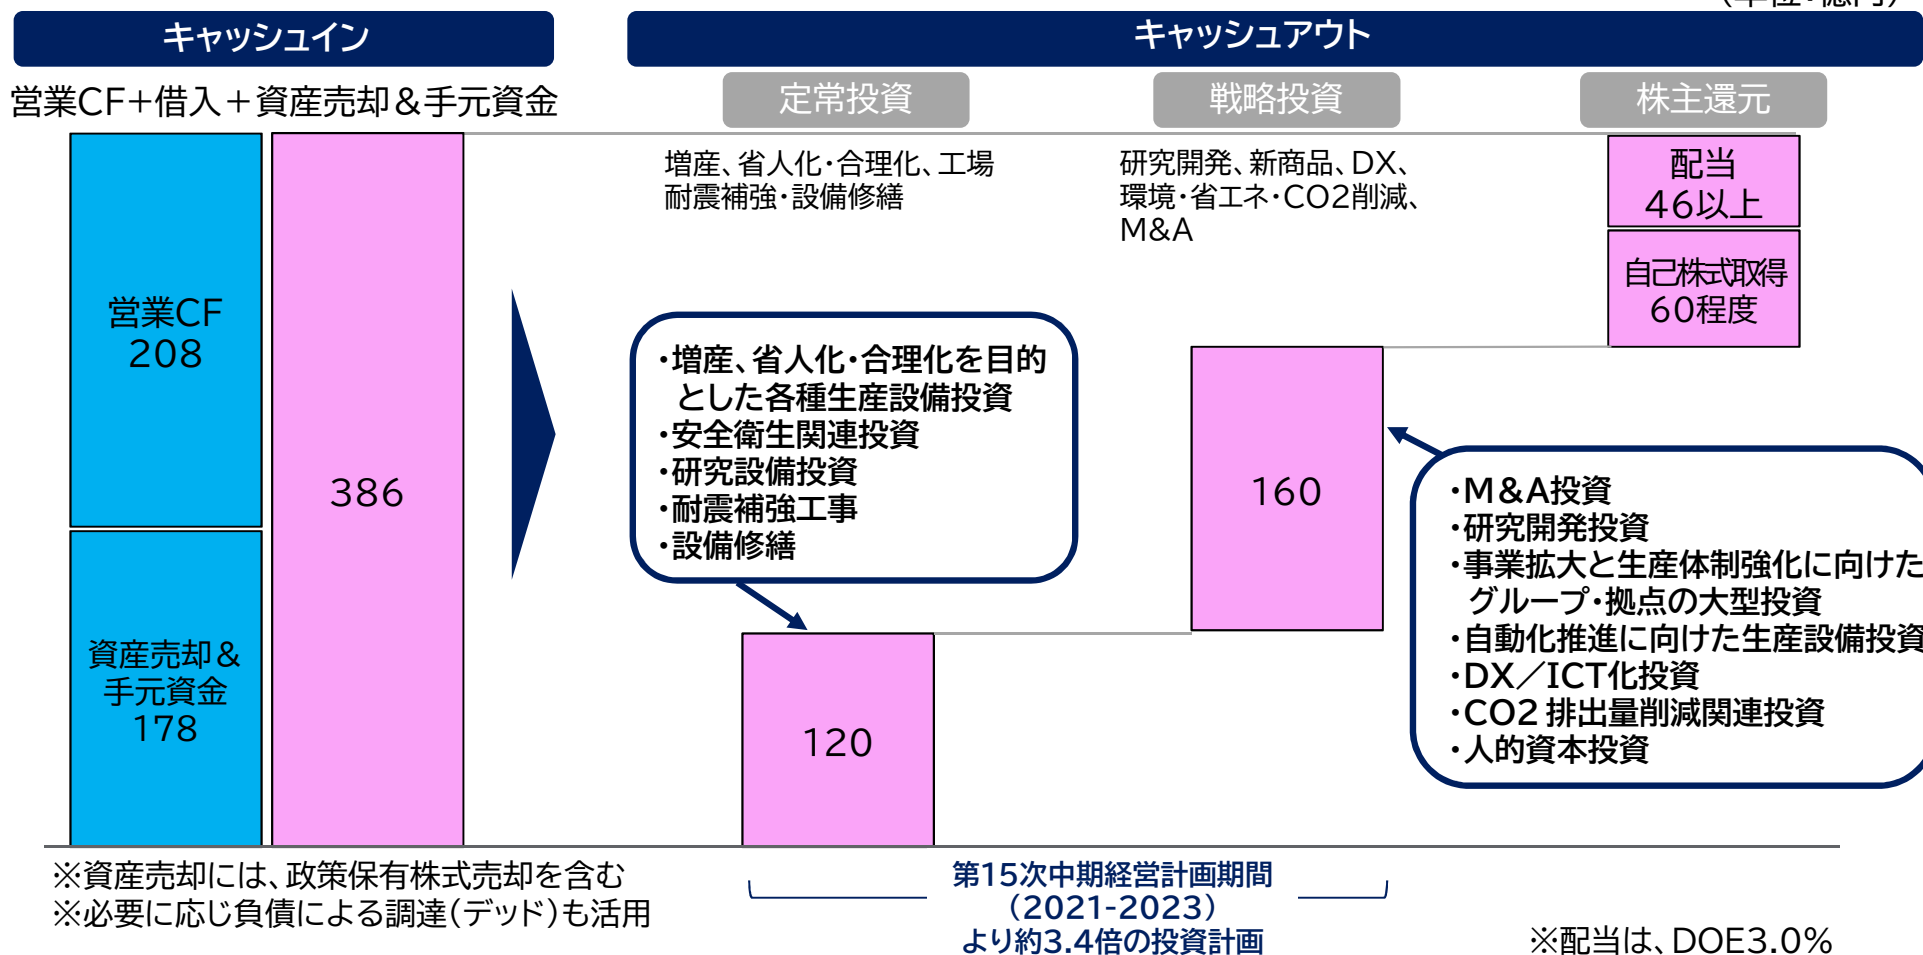 (単位:億円)
キャッシュイン
キャッシュアウト
営業CF+借入+資産売却&手元資金
定常投資
戦略投資
株主還元
増産、省人化・合理化、工場
耐震補強・設備修繕
研究開発、新商品、DX、
環境・省エネ・CO2削減、
M&A
配当
46以上
自己株式取得
60程度
営業CF
208
資産売却&
手元資金
178
386
・増産、省人化・合理化を目的
とした各種生産設備投資
・安全衛生関連投資
・研究設備投資
・耐震補強工事
・設備修繕
120
160
・M&A投資
・研究開発投資
・事業拡大と生産体制強化に向けた
グループ・拠点の大型投資
・自動化推進に向けた生産設備投資
・DX/ICT化投資
・CO2排出量削減関連投資
・人的資本投資
※資産売却には、政策保有株式売却を含む
※必要に応じ負債による調達(デッド)も活用
第15次中期経営計画期間
(2021-2023)
より約3.4倍の投資計画
※配当は、DOE3.0%